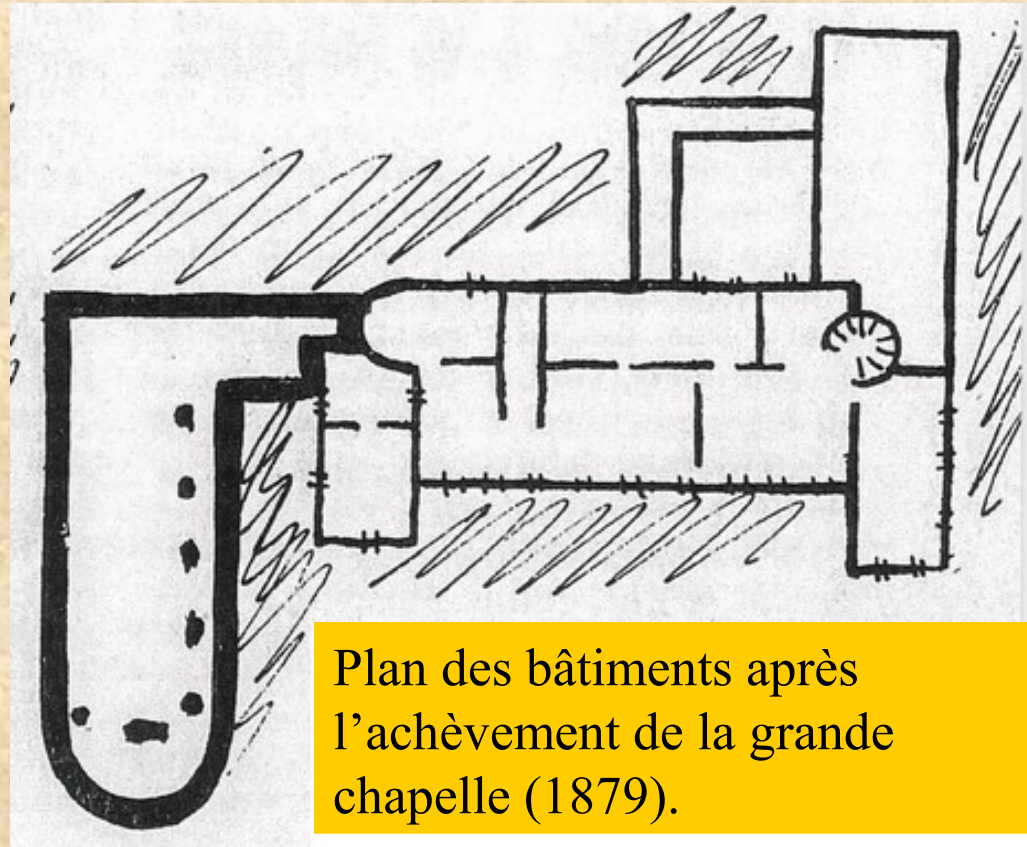 Plan des bâtiments après
l’achèvement de la grande
chapelle (1879).